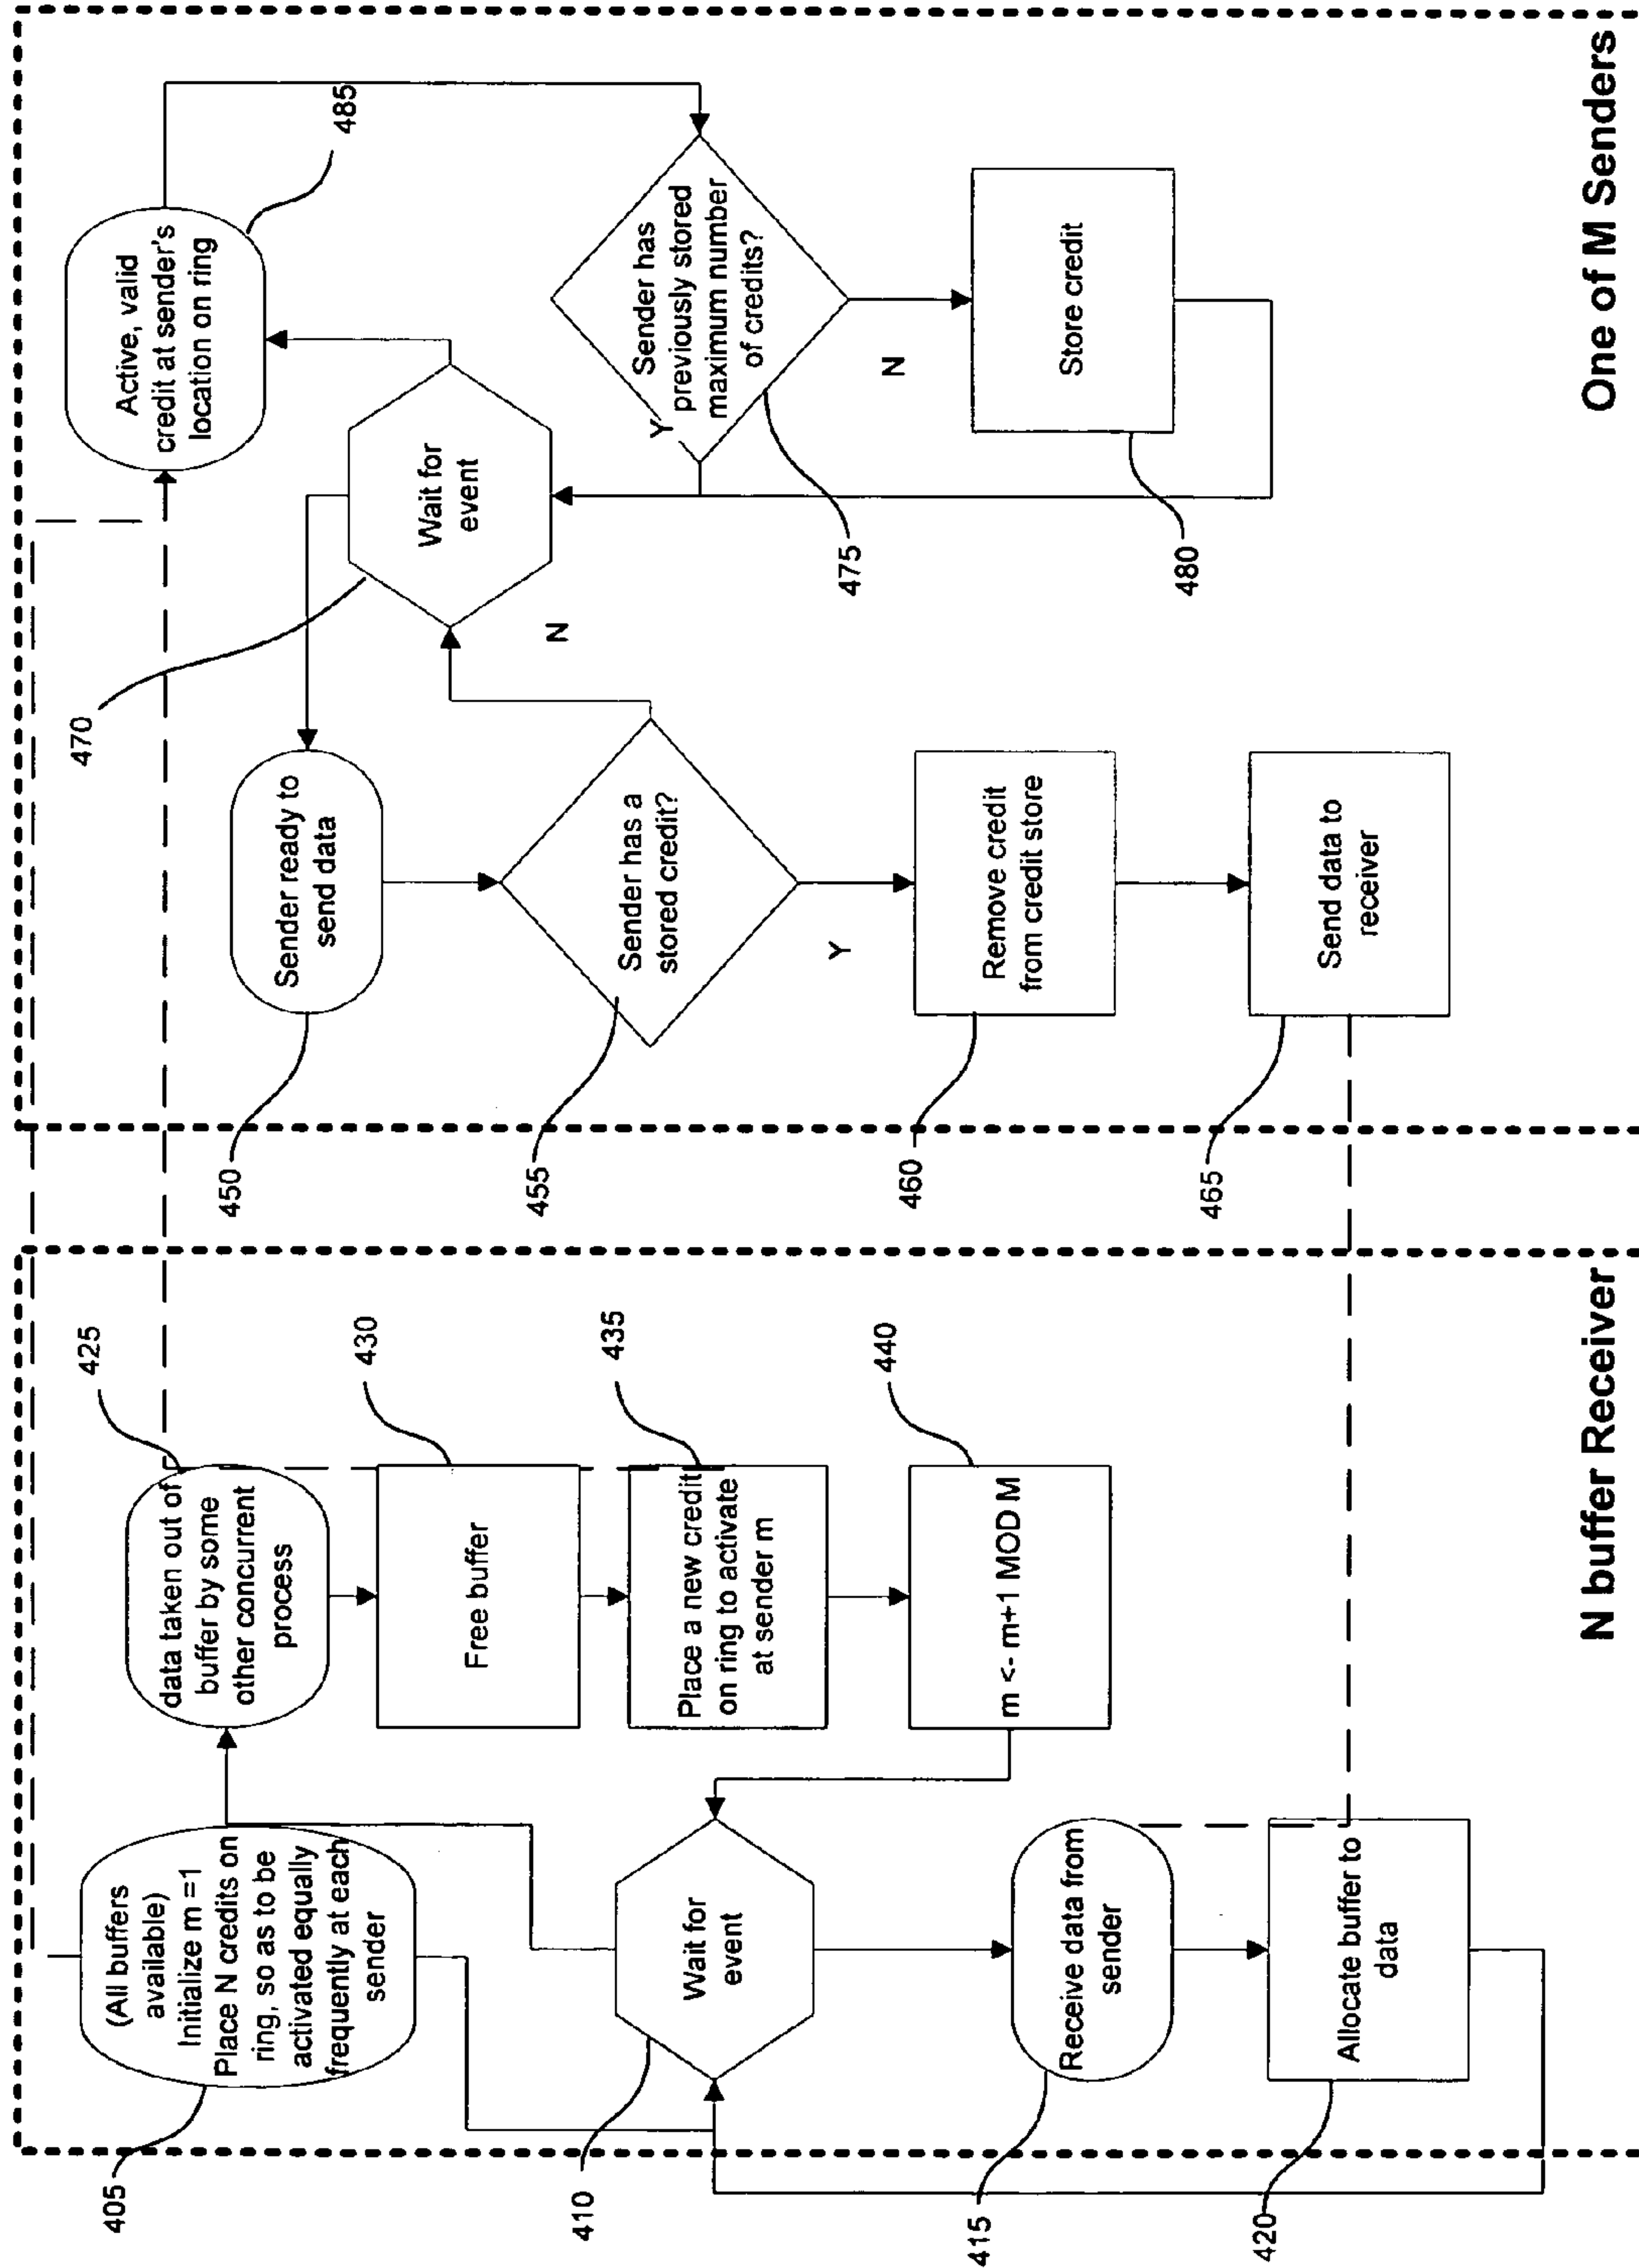 405
(All buffers
available)
Initialize m =1
Place N credits on
ring, so as to be
activated equally
frequently at each
sender
410
Wait for
event
415
Receive data from
sender
420
Allocate buffer to
data
425
data taken out of
buffer by some
other concurrent
process
430
Free buffer
435
Place a new credit
on ring to activate
at sender m
440
m <- m+1 MOD M
N buffer Receiver
450
Sender ready to
send data
455
Sender has a
stored credit?
N
Y
460
Remove credit
from credit store
465
Send data to
receiver
470
Wait for
event
485
Active, valid
credit at sender's
location on ring
475
Sender has
previously stored
maximum number
of credits?
Y
N
480
Store credit
One of M Senders